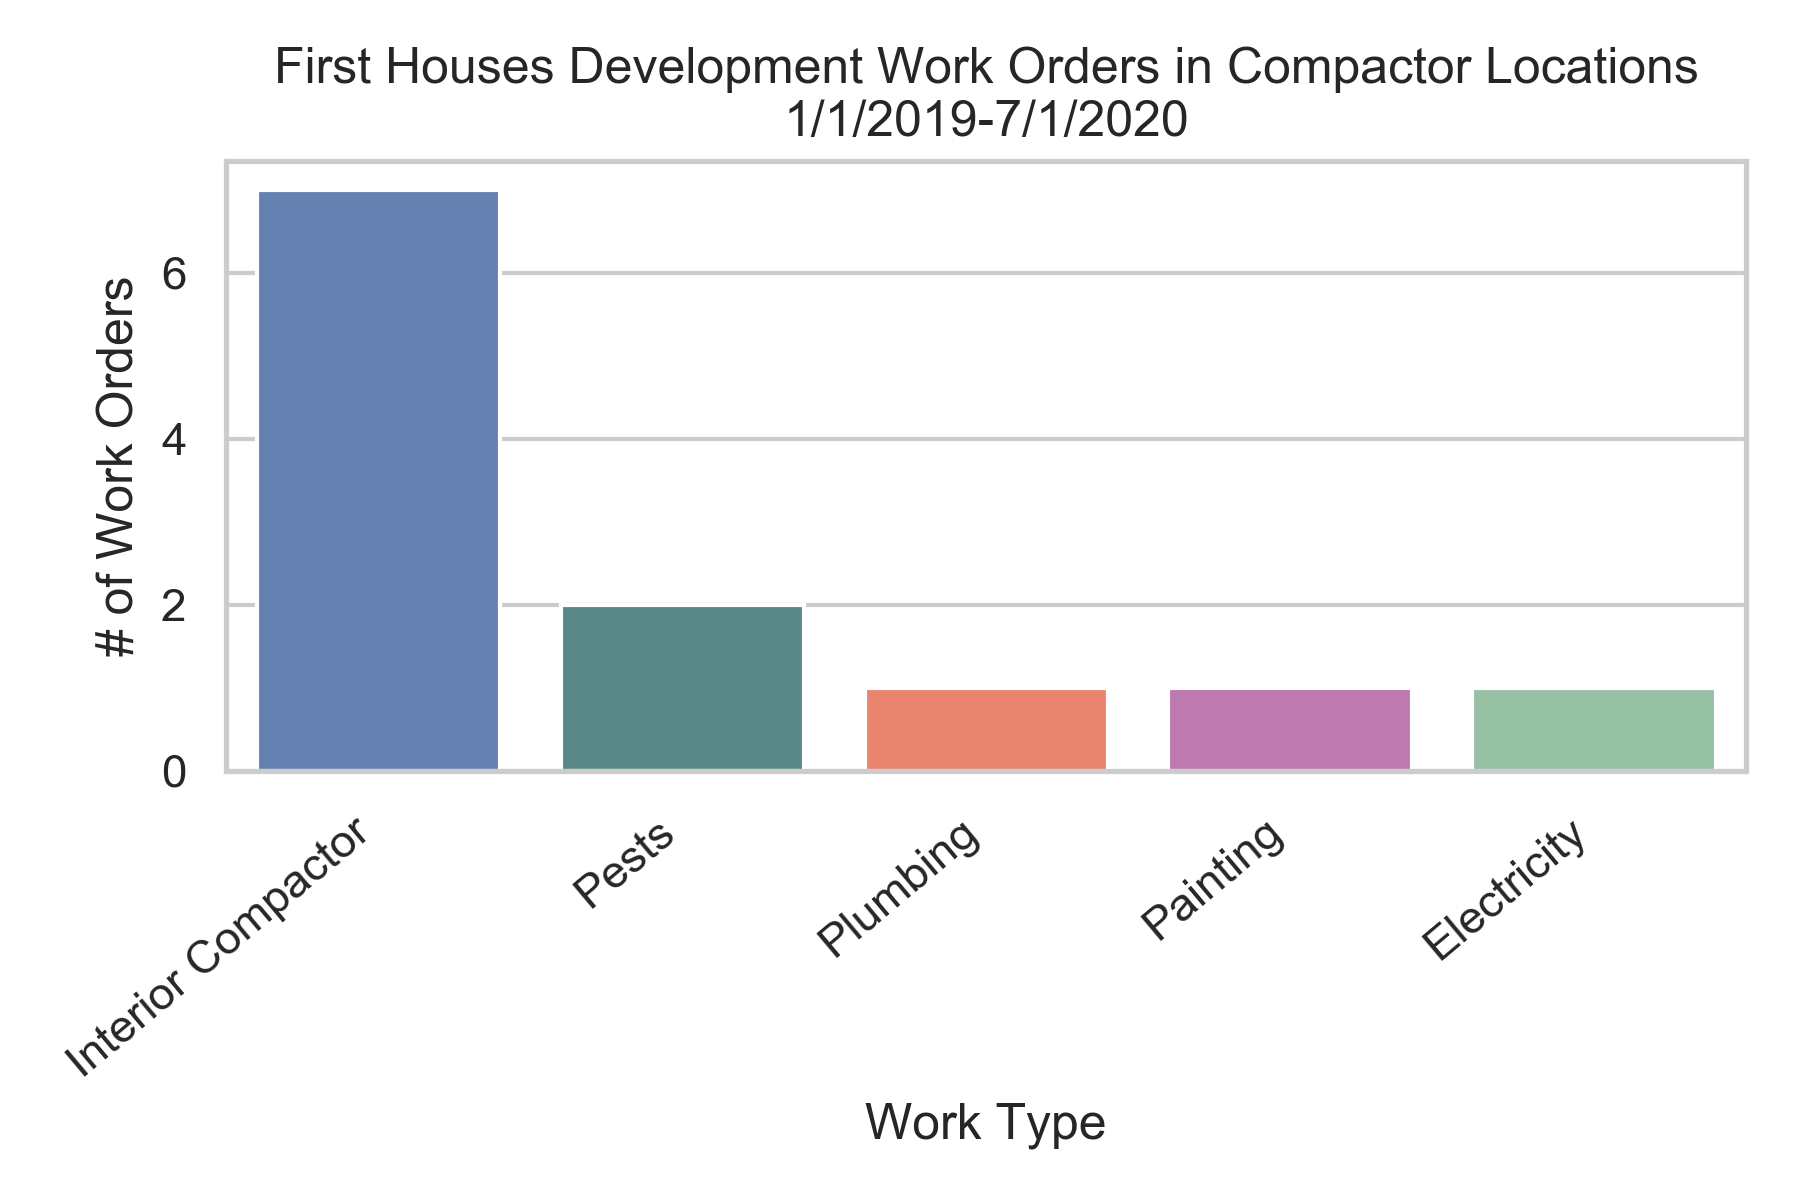 First Houses Development Work Orders in Compactor Locations
1/1/2019-7/1/2020
# of Work Orders
6
4
2
0
Interior Compactor
Pests
Plumbing
Painting
Electricity
Work Type